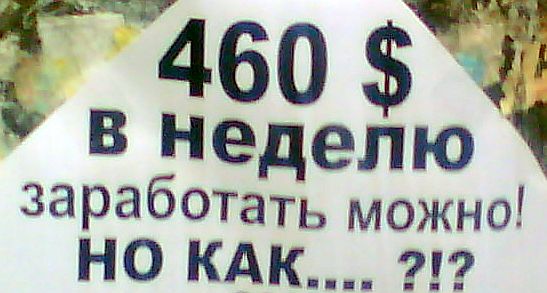 460 $
в неделю
заработать можно!
НО КАК.... ?!?